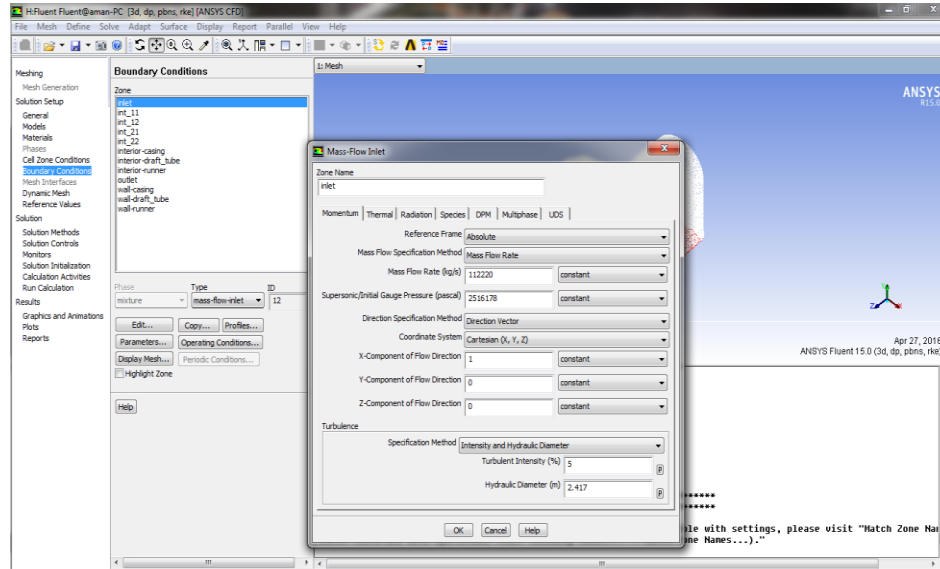 H:Fluent Fluent@aman-PC [3d, dp, pbns, rke] [ANSYS CFD]
File Mesh Define Solve Adapt Surface Display Report Parallel View Help
Meshing
Mesh Generation
Solution Setup
General
Models
Materials
Phases
Cell Zone Conditions
Boundary Conditions
Mesh Interfaces
Dynamic Mesh
Reference Values
Solution
Solution Methods
Solution Controls
Monitors
Solution Initialization
Calculation Activities
Run Calculation
Results
Graphics and Animations
Plots
Reports
Boundary Conditions
Zone
inlet
int_11
int_12
int_21
int_22
interior-casing
interior-draft_tube
interior-runner
outlet
wall-casing
wall-draft_tube
wall-runner
Phase Type ID
mixture mass-flow-inlet 12
Edit... Copy... Profiles...
Parameters... Operating Conditions...
Display Mesh... Periodic Conditions...
Highlight Zone
Help
1: Mesh
ANSYS
R15.0
Mass-Flow Inlet
Zone Name
inlet
Momentum Thermal Radiation Species DPM Multiphase UDS
Reference Frame Absolute
Mass Flow Specification Method Mass Flow Rate
Mass Flow Rate (kg/s) 112220 constant
Supersonic/Initial Gauge Pressure (pascal) 2516178 constant
Direction Specification Method Direction Vector
Coordinate System Cartesian (X, Y, Z)
X-Component of Flow Direction 1 constant
Y-Component of Flow Direction 0 constant
Z-Component of Flow Direction 0 constant
Turbulence
Specification Method Intensity and Hydraulic Diameter
Turbulent Intensity (%) 5 P
Hydraulic Diameter (m) 2.417 P
OK Cancel Help
Apr 27, 2016
ANSYS Fluent 15.0 (3d, dp, pbns, rke)
*****
*****
le with settings, please visit "Match Zone Nam
ne Names...)."